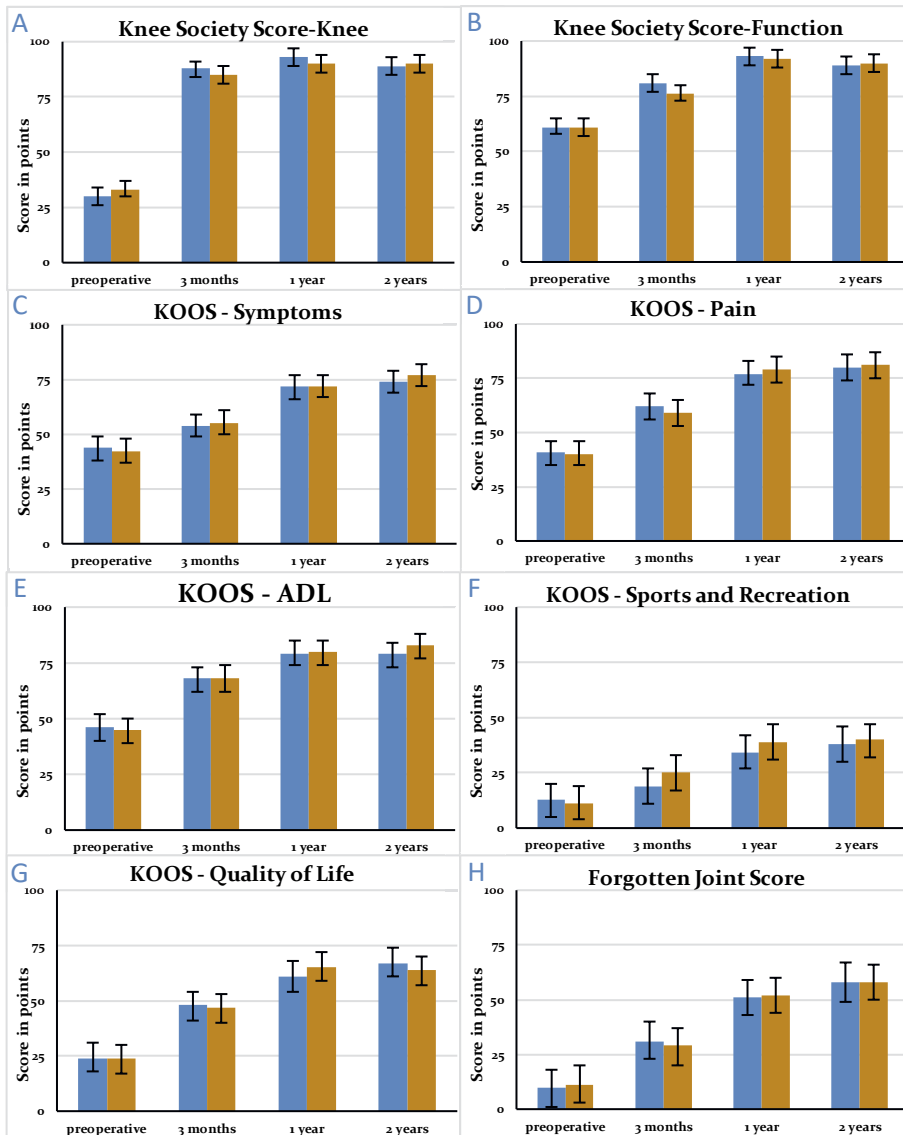 A
Knee Society Score-Knee
100
75
50
25
0
Score in points
preoperative 3 months 1 year 2 years
B
Knee Society Score-Function
100
75
50
25
0
Score in points
preoperative 3 months 1 year 2 years
C
KOOS - Symptoms
100
75
50
25
0
Score in points
preoperative 3 months 1 year 2 years
D
KOOS - Pain
100
75
50
25
0
Score in points
preoperative 3 months 1 year 2 years
E
KOOS - ADL
100
75
50
25
0
Score in points
preoperative 3 months 1 year 2 years
F
KOOS - Sports and Recreation
100
75
50
25
0
Score in points
preoperative 3 months 1 year 2 years
G
KOOS - Quality of Life
100
75
50
25
0
Score in points
preoperative 3 months 1 year 2 years
H
Forgotten Joint Score
100
75
50
25
0
Score in points
preoperative 3 months 1 year 2 years